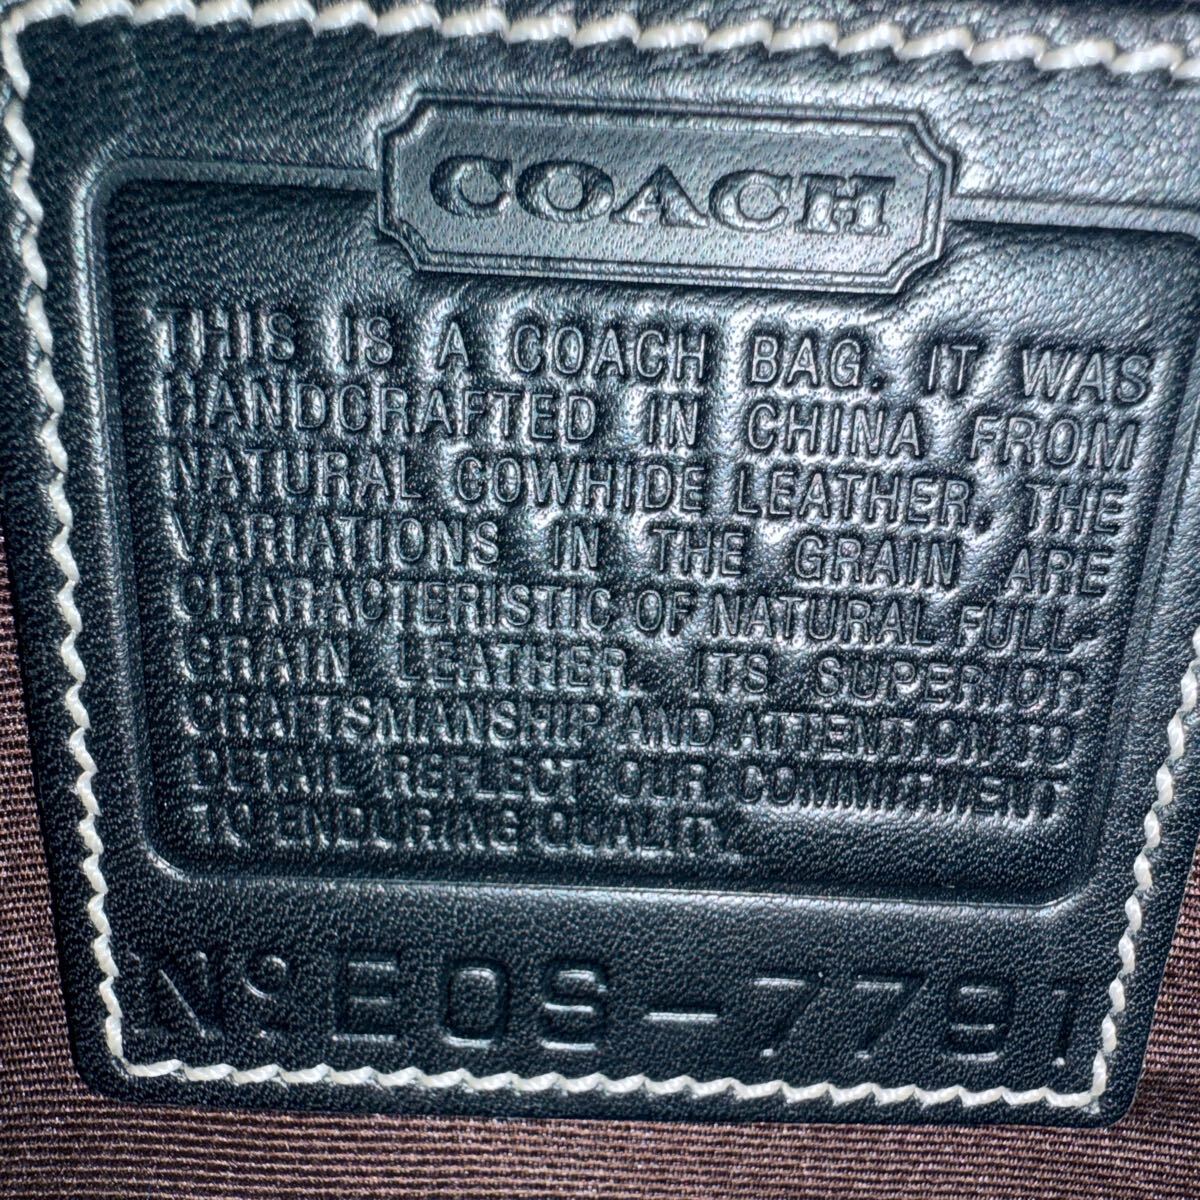 COACH
THIS IS A COACH BAG. IT WAS
HANDCRAFTED IN CHINA FROM
NATURAL COWHIDE LEATHER. THE
VARIATIONS IN THE GRAIN ARE
CHARACTERISTIC OF NATURAL FULL-
GRAIN LEATHER. ITS SUPERIOR
CRAFTSMANSHIP AND ATTENTION TO
DETAIL REFLECT OUR COMMITMENT
TO ENDURING QUALITY.
Nº E0S-7791